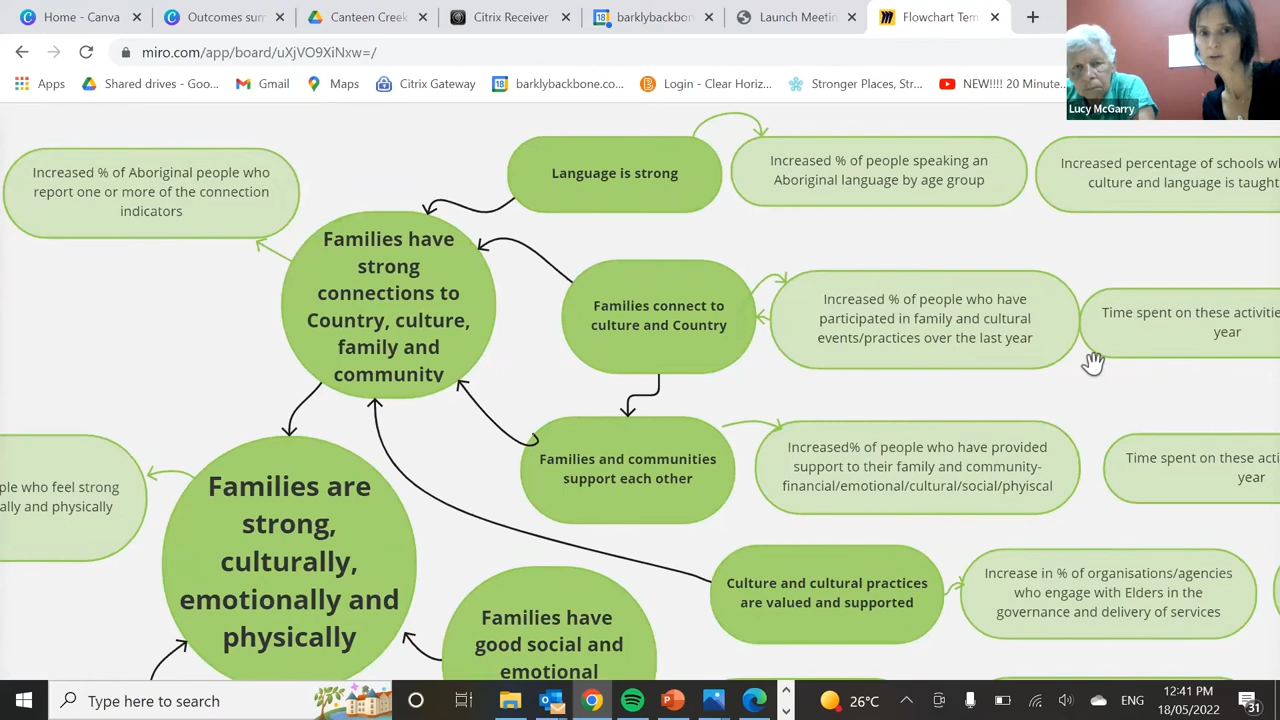 Home - Canva
Outcomes sum
Canteen Creek
Citrix Receiver
barklybackbone
Launch Meetin
Flowchart Tem
miro.com/app/board/uXjVO9XiNxw=/
Apps
Shared drives - Goo...
Gmail
Maps
Citrix Gateway
barklybackbone.co...
Login - Clear Horiz...
Stronger Places, Str...
NEW!!!! 20 Minute...
Lucy McGarry
Increased % of Aboriginal people who
report one or more of the connection
indicators
Language is strong
Increased % of people speaking an
Aboriginal language by age group
Increased percentage of schools w
culture and language is taught
Families have
strong
connections to
Country, culture,
family and
community
Families connect to
culture and Country
Increased % of people who have
participated in family and cultural
events/practices over the last year
Time spent on these activitie
year
Families and communities
support each other
Increased% of people who have provided
support to their family and community-
financial/emotional/cultural/social/phyiscal
Time spent on these acti
year
ple who feel strong
ally and physically
Families are
strong,
culturally,
emotionally and
physically
Culture and cultural practices
are valued and supported
Increase in % of organisations/agencies
who engage with Elders in the
governance and delivery of services
Families have
good social and
emotional
Type here to search
26°C
ENG
12:41 PM
18/05/2022
31